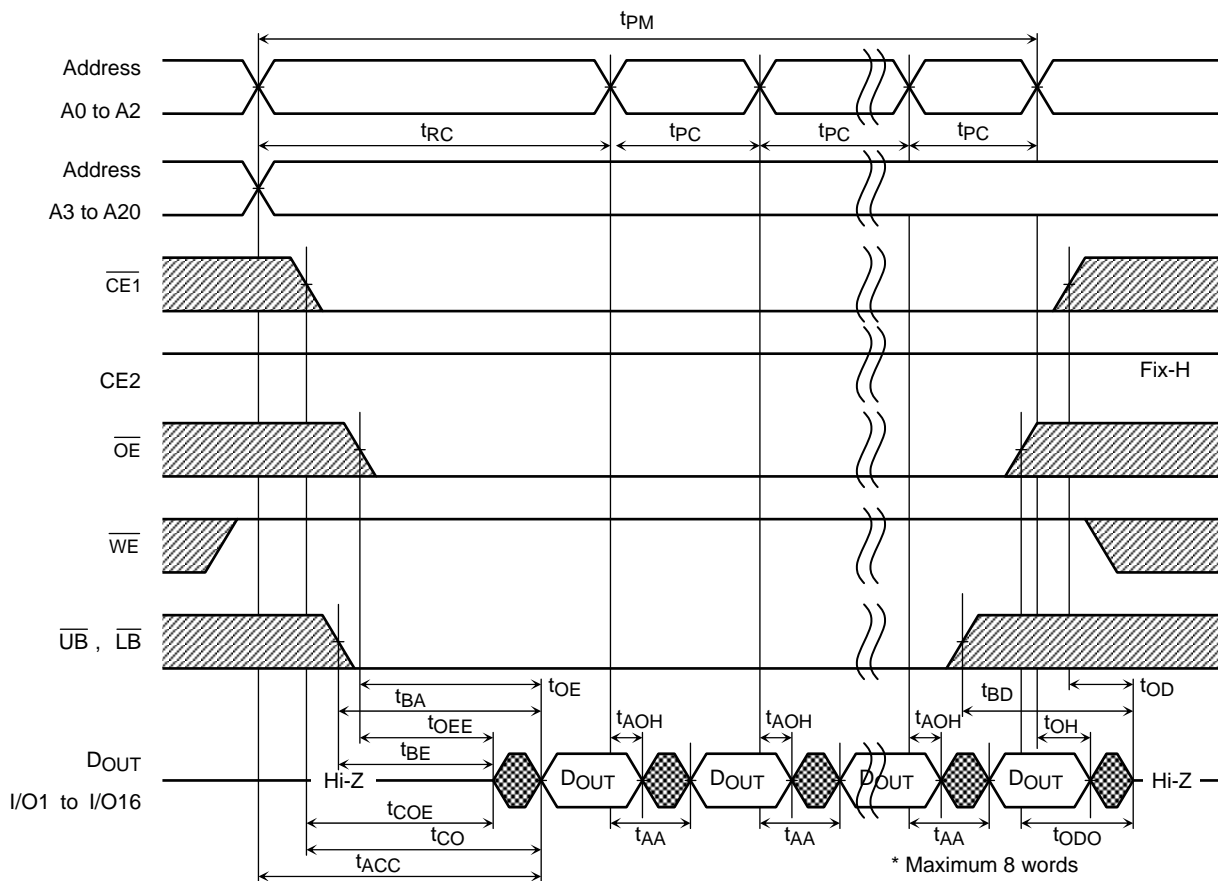 tPM
Address
A0 to A2
tRC tPC tPC tPC
Address
A3 to A20
CE1
CE2
Fix-H
OE
WE
UB , LB
tOE tOD
tBA tBD
tOEE tAOH tAOH tAOH tOH
tBE
DOUT
I/O1 to I/O16
Hi-Z DOUT DOUT DOUT DOUT Hi-Z
tCOE
tCO tAA tAA tAA tODO
tACC
* Maximum 8 words